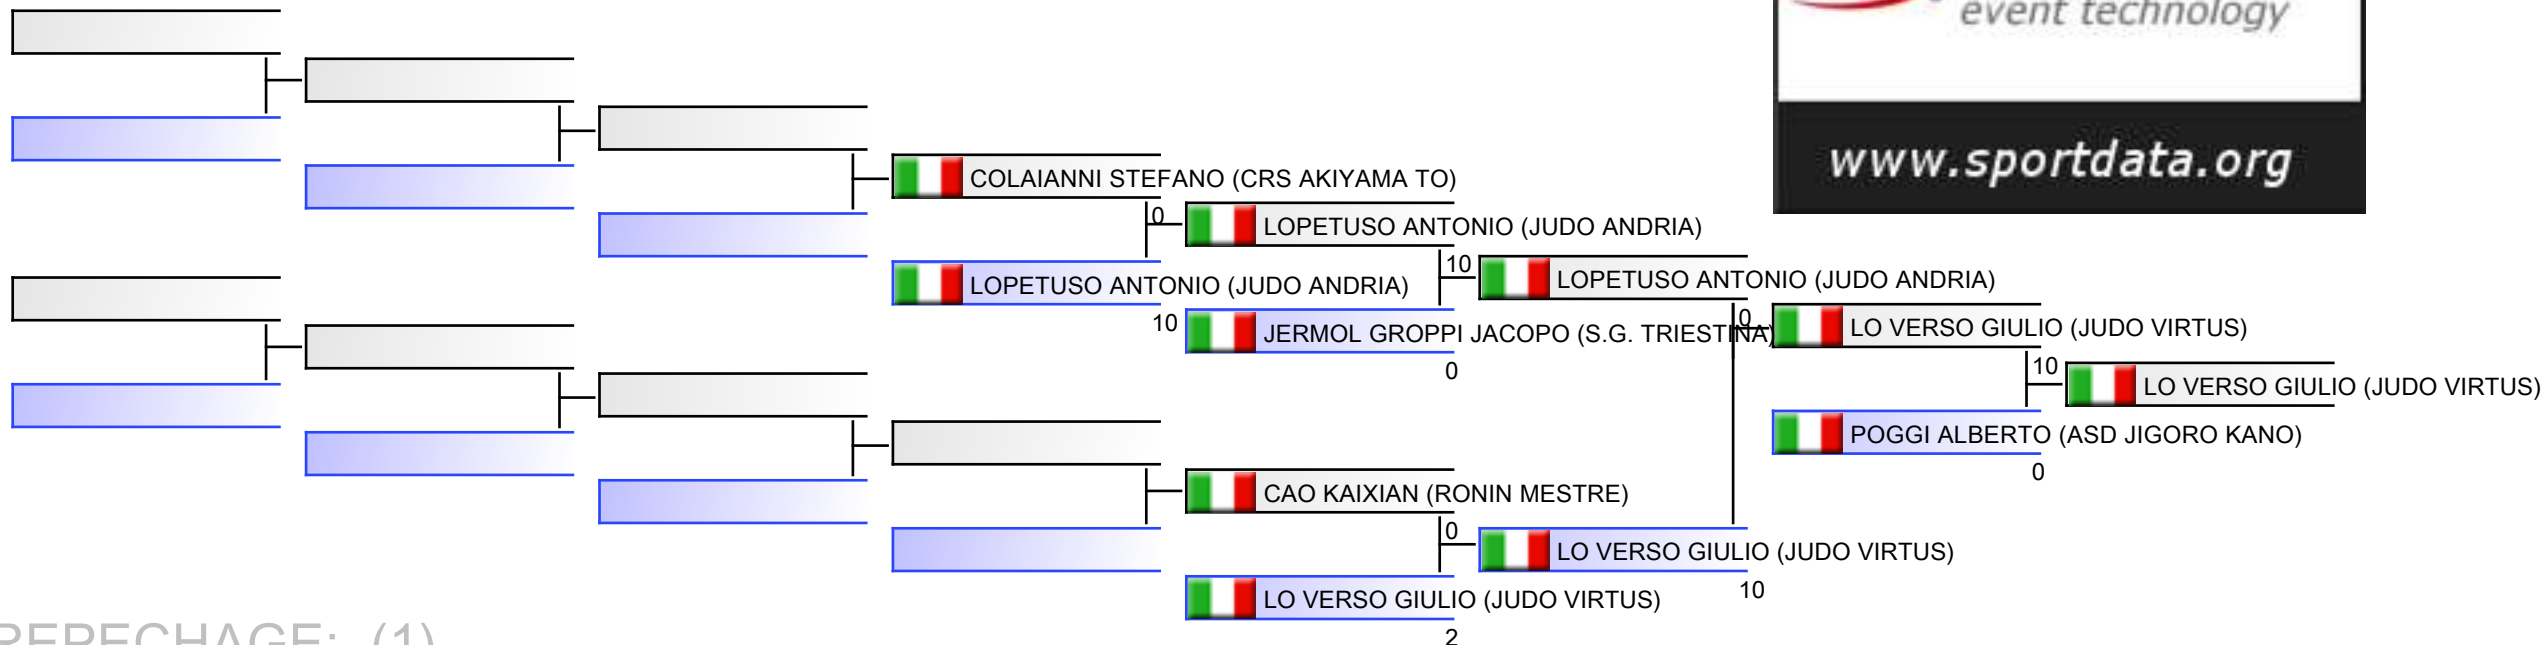 event technology
www.sportdata.org
COLAIANNI STEFANO (CRS AKIYAMA TO)
0
LOPETUSO ANTONIO (JUDO ANDRIA)
LOPETUSO ANTONIO (JUDO ANDRIA)
10
10
LOPETUSO ANTONIO (JUDO ANDRIA)
JERMOL GROPPI JACOPO (S.G. TRIESTINA)
0
0
LO VERSO GIULIO (JUDO VIRTUS)
10
LO VERSO GIULIO (JUDO VIRTUS)
POGGI ALBERTO (ASD JIGORO KANO)
0
CAO KAIXIAN (RONIN MESTRE)
0
LO VERSO GIULIO (JUDO VIRTUS)
10
LO VERSO GIULIO (JUDO VIRTUS)
2
REPECHAGE: (1)